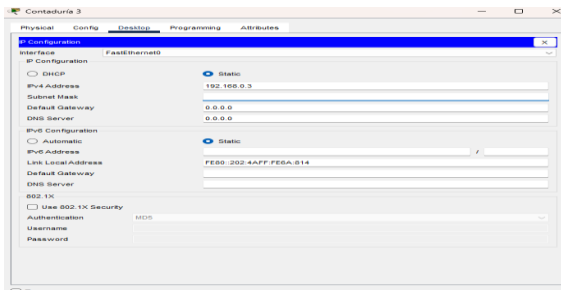 Contaduría 3
Physical Config Desktop Programming Attributes
IP Configuration
Interface FastEthernet0
IP Configuration
DHCP Static
IPv4 Address 192.168.0.3
Subnet Mask
Default Gateway 0.0.0.0
DNS Server 0.0.0.0
IPv6 Configuration
Automatic Static
IPv6 Address /
Link Local Address FE80::202:4AFF:FE6A:814
Default Gateway
DNS Server
802.1X
Use 802.1X Security
Authentication MD5
Username
Password